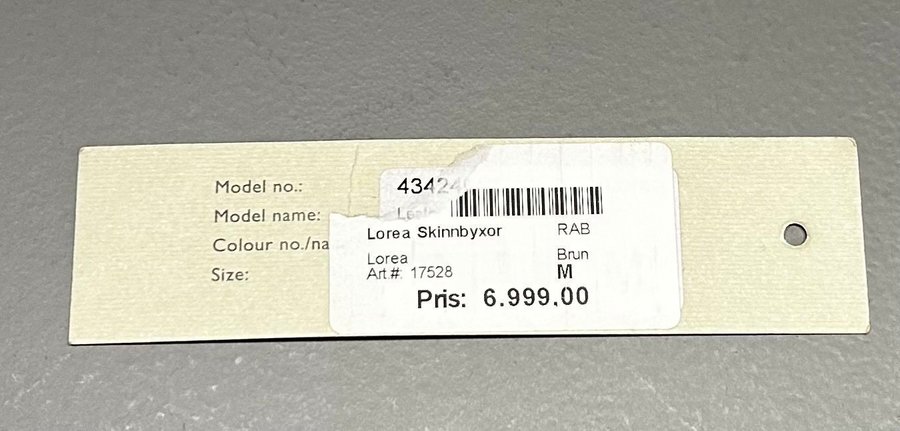 Model no.:
Model name:
Colour no./na
Size:
43424
Lorea Skinnbyxor RAB
Lorea Brun
Art.#: 17528 M
Pris: 6.999,00